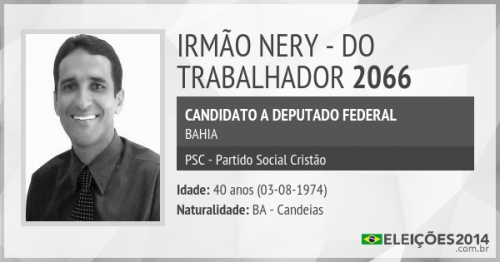 IRMÃO NERY - DO
TRABALHADOR 2066
CANDIDATO A DEPUTADO FEDERAL
BAHIA
PSC - Partido Social Cristão
Idade: 40 anos (03-08-1974)
Naturalidade: BA - Candeias
ELEIÇÕES2014
.com.br